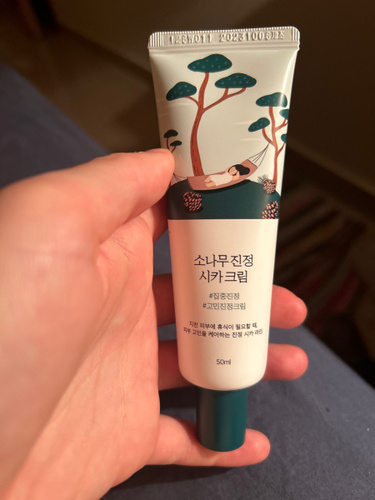 소나무 진정
시카 크림
#집중진정
#고민진정크림
지친 피부에 휴식이 필요할 때,
피부 고민을 케어하는 진정 시카 라인
50ml